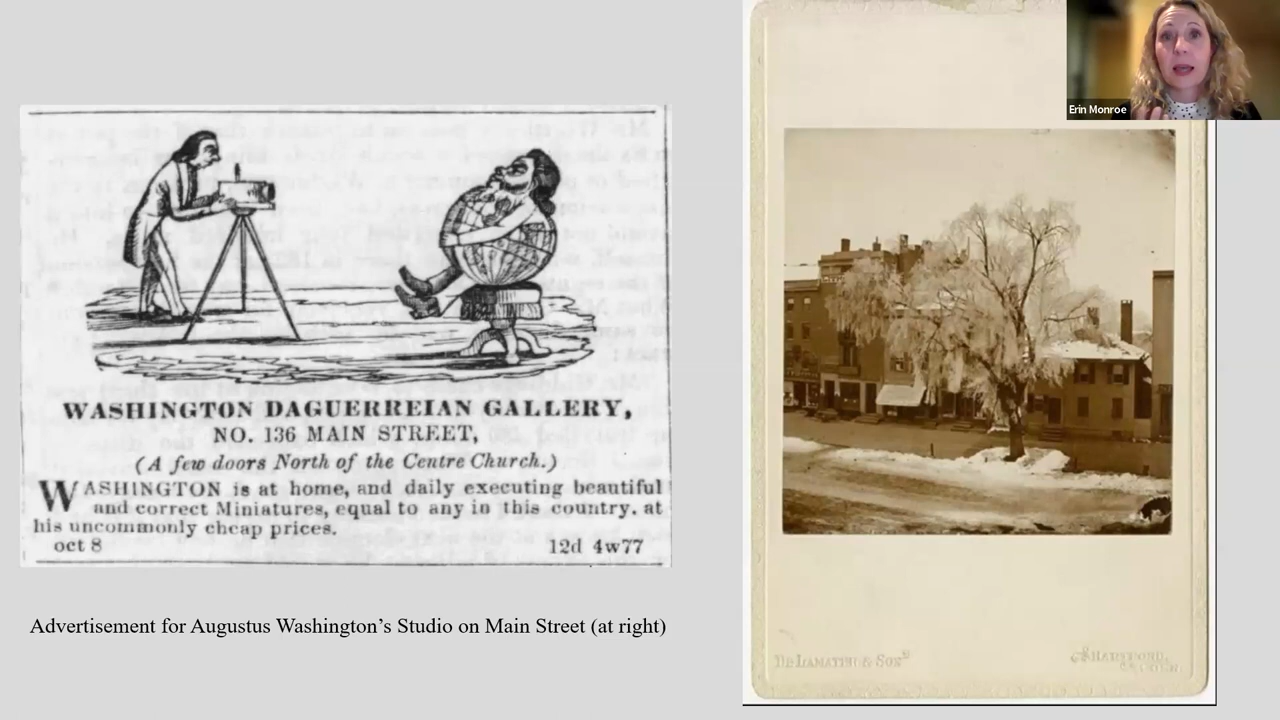 Erin Monroe
WASHINGTON DAGUERREIAN GALLERY,
NO. 136 MAIN STREET,
(A few doors North of the Centre Church.)
WASHINGTON is at home, and daily executing beautiful
and correct Miniatures, equal to any in this country. at
his uncommonly cheap prices.
oct 8 12d 4w77
Advertisement for Augustus Washington's Studio on Main Street (at right)
& SON
HARTFORD,